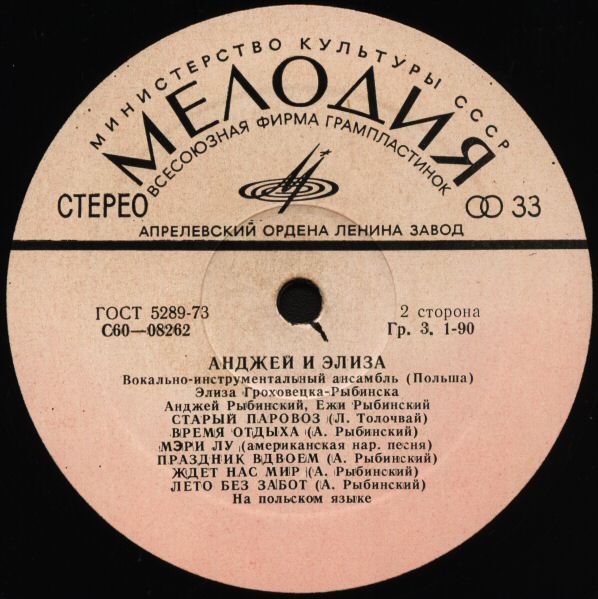 МИНИСТЕРСТВО КУЛЬТУРЫ СССР
МЕЛОДИЯ
ВСЕСОЮЗНАЯ ФИРМА ГРАМПЛАСТИНОК
СТЕРЕО 33
АПРЕЛЕВСКИЙ ОРДЕНА ЛЕНИНА ЗАВОД
ГОСТ 5289-73 2 сторона
С60—08262 Гр. 3. 1-90
АНДЖЕЙ И ЭЛИЗА
Вокально-инструментальный ансамбль (Польша)
Элиза Гроховецка-Рыбинска
Анджей Рыбинский, Ежи Рыбинский
СТАРЫЙ ПАРОВОЗ (Л. Толочвай)
ВРЕМЯ ОТДЫХА (А. Рыбинский)
МЭРИ ЛУ (американская нар. песня)
ПРАЗДНИК ВДВОЕМ (А. Рыбинский)
ЖДЕТ НАС МИР (А. Рыбинский)
ЛЕТО БЕЗ ЗАБОТ (А. Рыбинский)
На польском языке